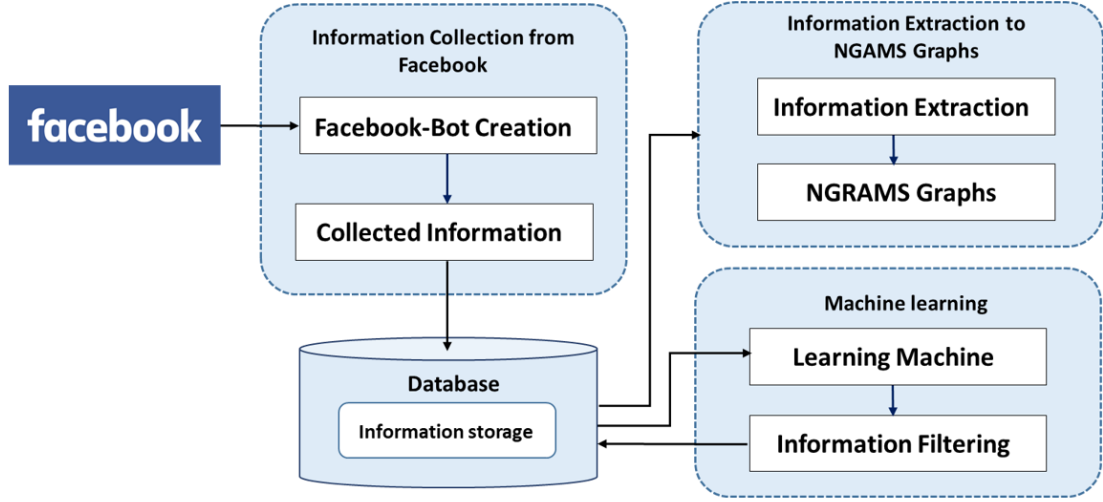 facebook
Information Collection from
Facebook
Facebook-Bot Creation
Collected Information
Database
Information storage
Information Extraction to
NGAMS Graphs
Information Extraction
NGRAMS Graphs
Machine learning
Learning Machine
Information Filtering